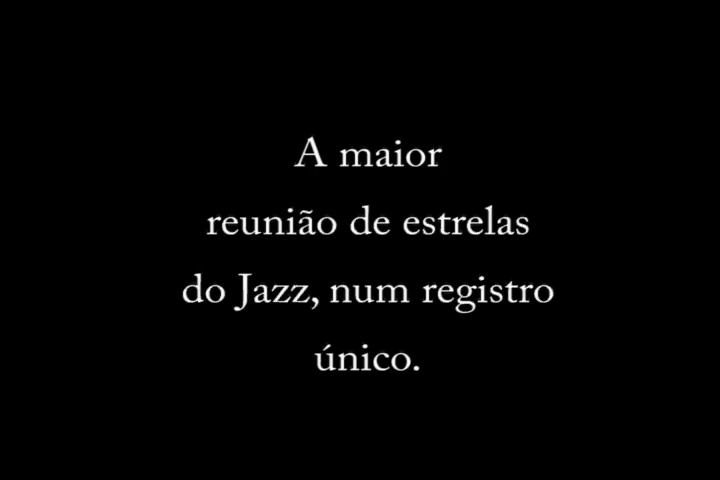 A maior
reunião de estrelas
do Jazz, num registro
único.